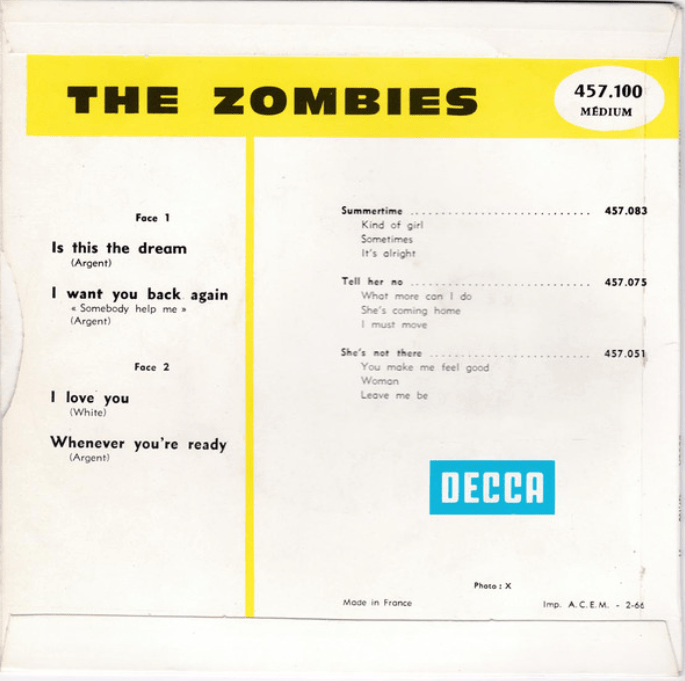 THE ZOMBIES
457.100
MÉDIUM
Face 1
Is this the dream
(Argent)
I want you back again
« Somebody help me »
(Argent)
Face 2
I love you
(White)
Whenever you're ready
(Argent)
Summertime ............................ 457.083
Kind of girl
Sometimes
It's alright
Tell her no ............................ 457.075
What more can I do
She's coming home
I must move
She's not there ......................... 457.051
You make me feel good
Woman
Leave me be
DECCA
Photo : X
Made in France
Imp. A.C.E.M. - 2-66